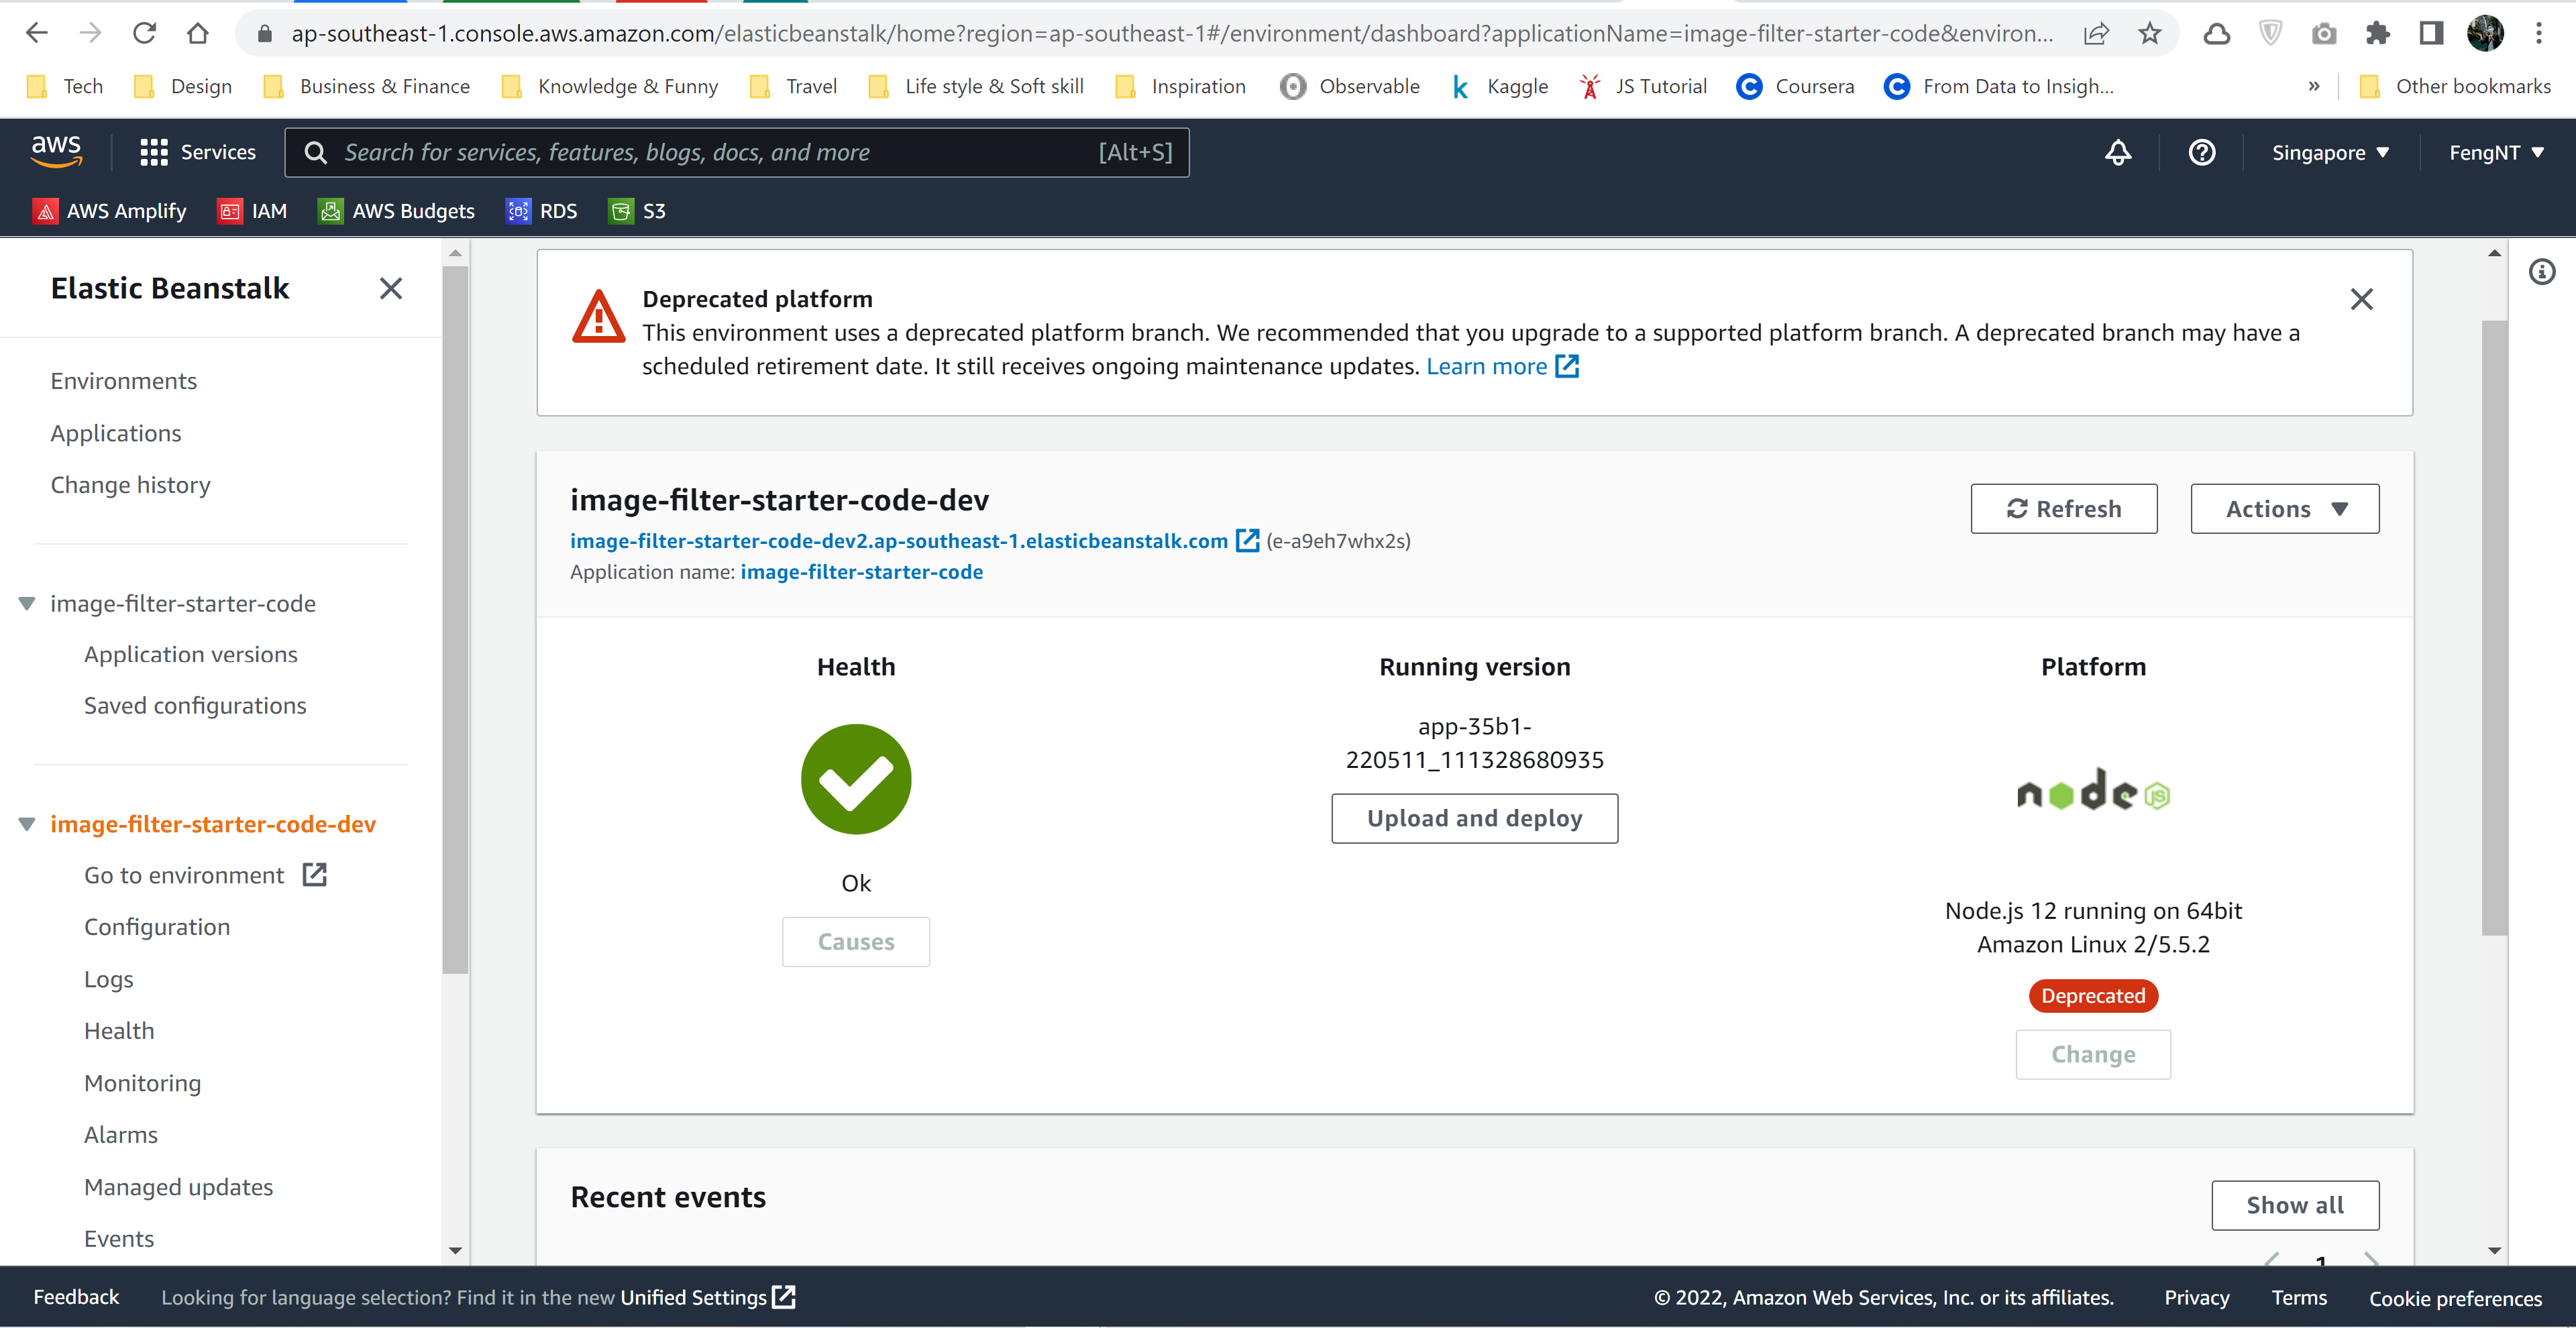 ap-southeast-1.console.aws.amazon.com/elasticbeanstalk/home?region=ap-southeast-1#/environment/dashboard?applicationName=image-filter-starter-code&environ...
Tech Design Business & Finance Knowledge & Funny Travel Life style & Soft skill Inspiration Observable Kaggle JS Tutorial Coursera From Data to Insigh... » Other bookmarks
aws Services Search for services, features, blogs, docs, and more [Alt+S] Singapore FengNT
AWS Amplify IAM AWS Budgets RDS S3
Elastic Beanstalk
Environments
Applications
Change history
image-filter-starter-code
Application versions
Saved configurations
image-filter-starter-code-dev
Go to environment
Configuration
Logs
Health
Monitoring
Alarms
Managed updates
Events
Deprecated platform
This environment uses a deprecated platform branch. We recommended that you upgrade to a supported platform branch. A deprecated branch may have a
scheduled retirement date. It still receives ongoing maintenance updates. Learn more
image-filter-starter-code-dev
image-filter-starter-code-dev2.ap-southeast-1.elasticbeanstalk.com (e-a9eh7whx2s)
Application name: image-filter-starter-code
Refresh
Actions
Health
Ok
Causes
Running version
app-35b1-
220511_111328680935
Upload and deploy
Platform
node JS
Node.js 12 running on 64bit
Amazon Linux 2/5.5.2
Deprecated
Change
Recent events
Show all
1
Feedback Looking for language selection? Find it in the new Unified Settings © 2022, Amazon Web Services, Inc. or its affiliates. Privacy Terms Cookie preferences